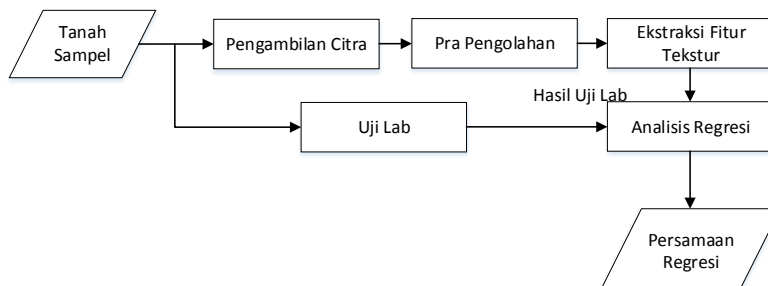 Tanah
Sampel
Pengambilan Citra
Pra Pengolahan
Ekstraksi Fitur
Tekstur
Hasil Uji Lab
Uji Lab
Analisis Regresi
Persamaan
Regresi